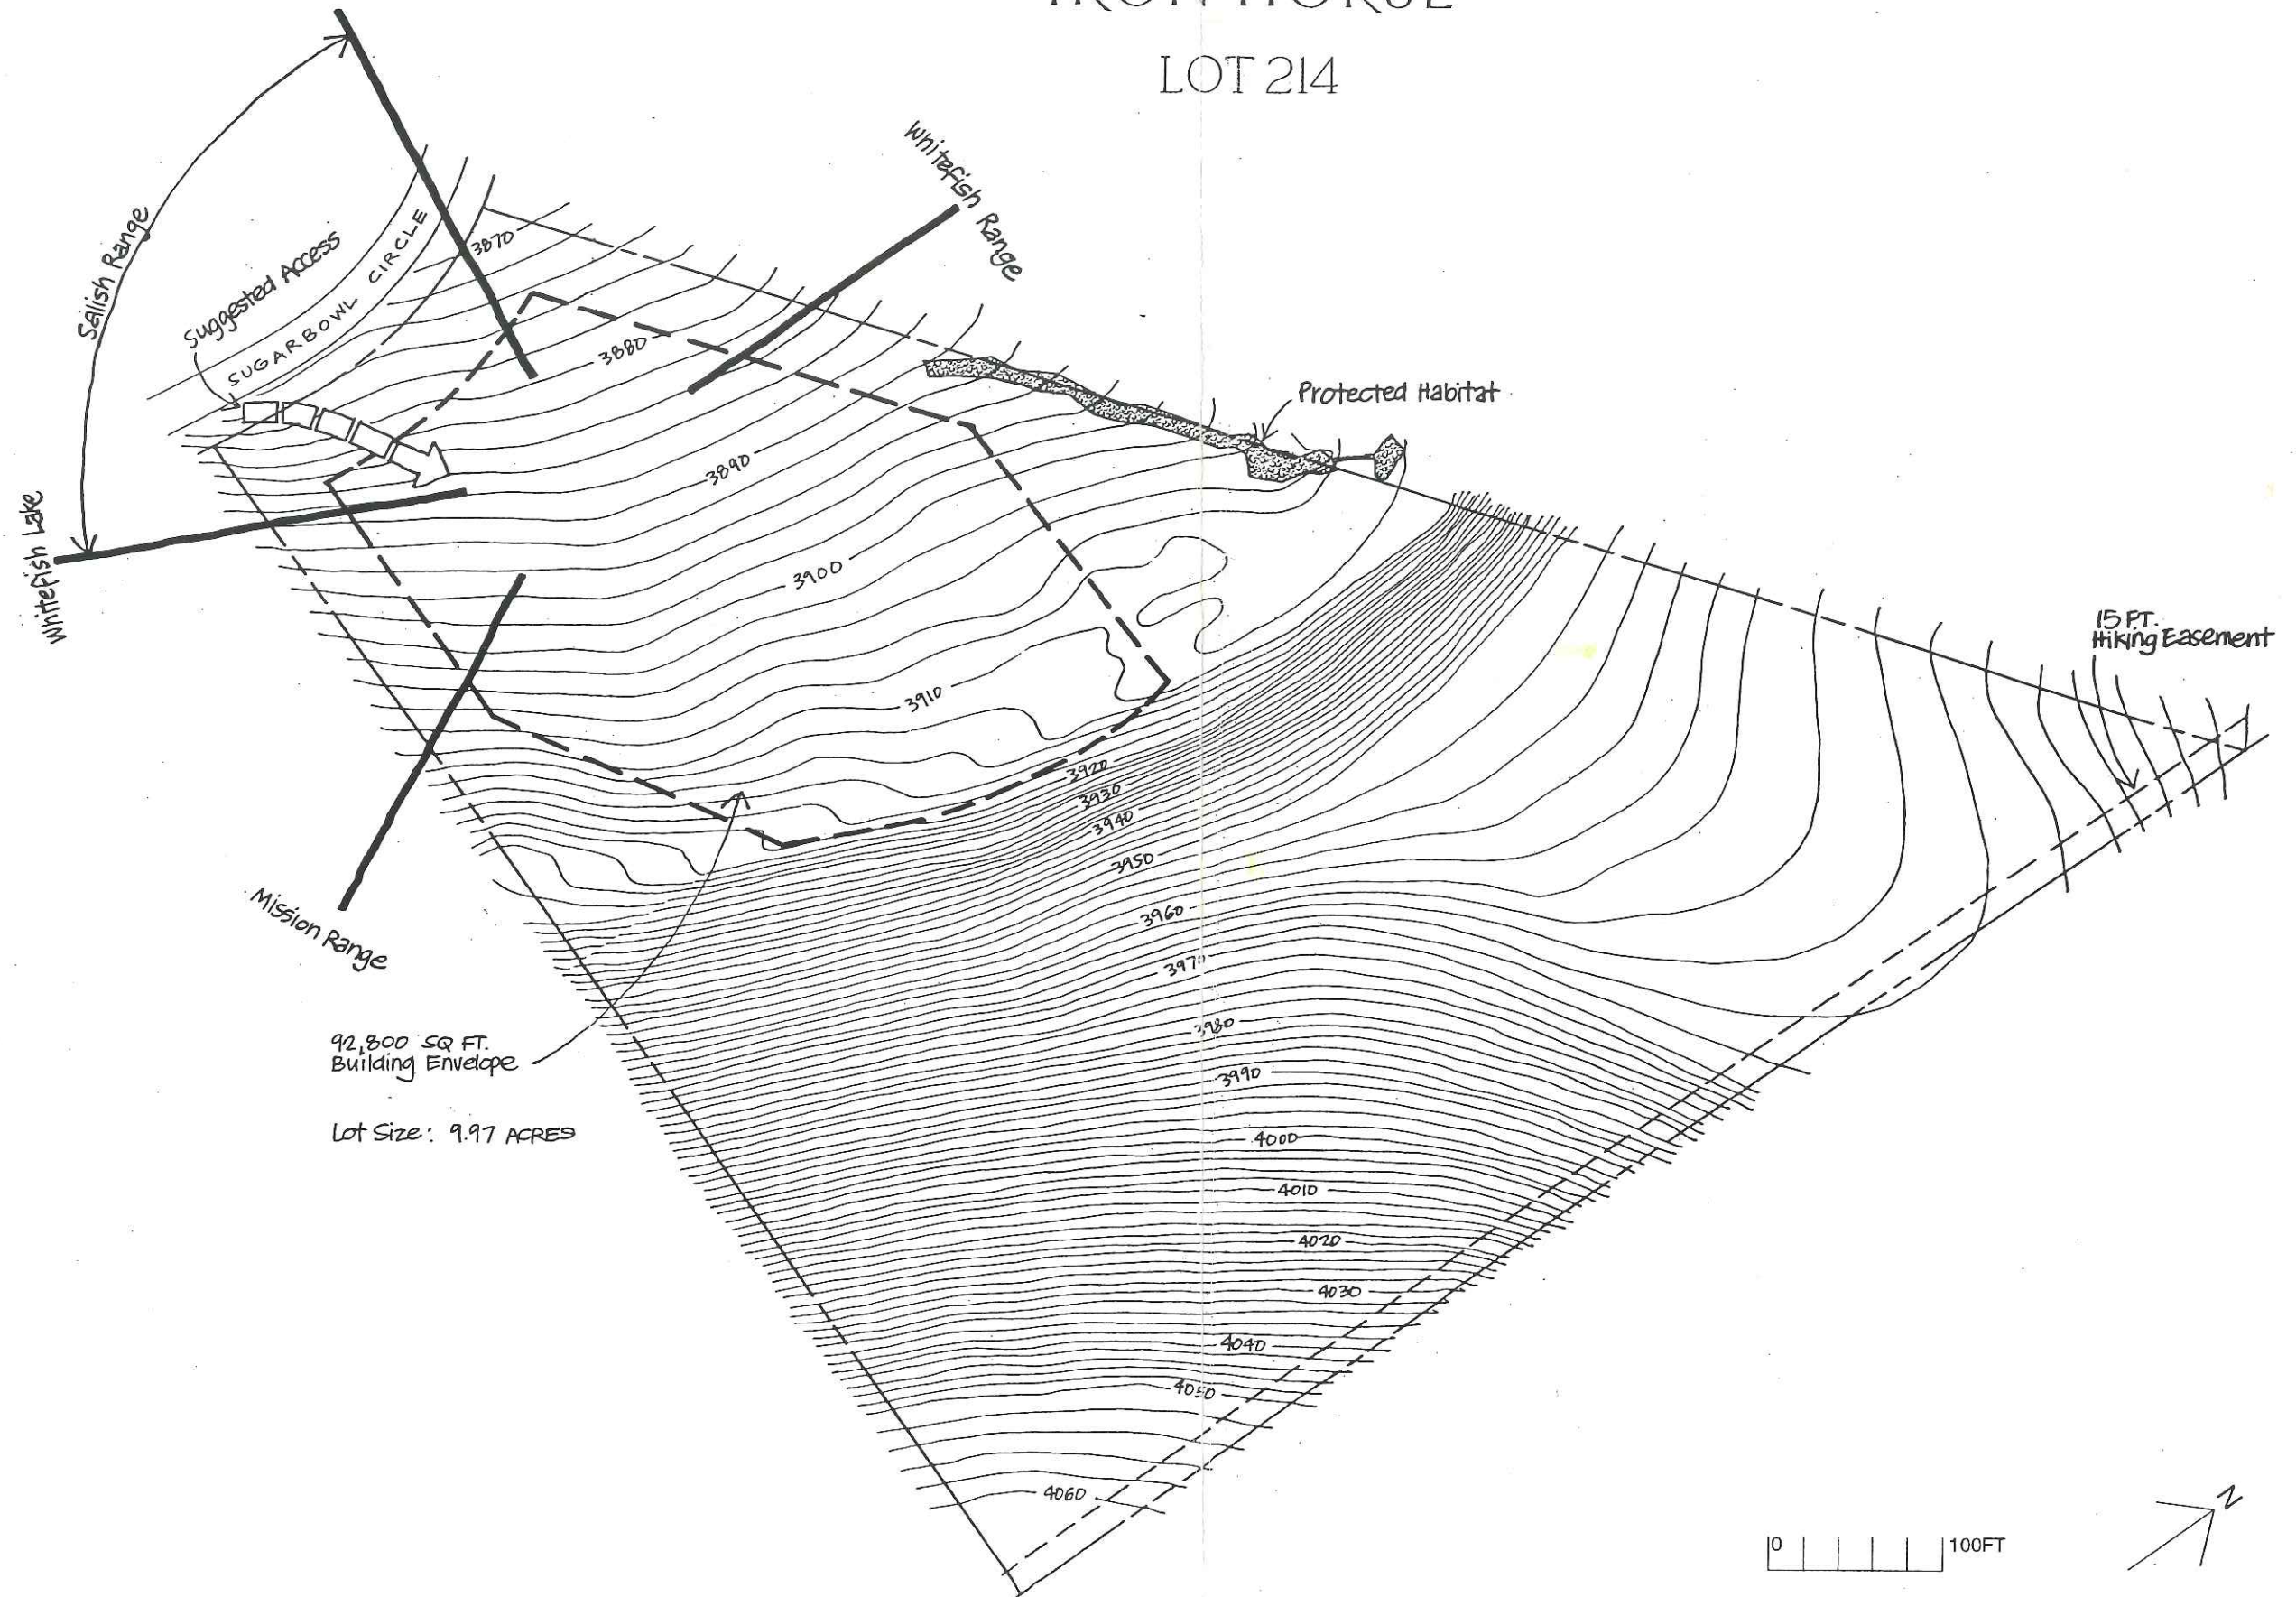 IRON HORSE
LOT 214
Whitefish Range
Salish Range
Suggested Access
SUGARBOWL CIRCLE
3870
3880
Protected Habitat
3890
Whitefish Lake
3900
15 FT.
Hiking Easement
3910
3920
3930
3940
3950
3960
Mission Range
3970
3980
92,800 SQ FT.
Building Envelope
3990
Lot Size: 9.97 ACRES
4000
4010
4020
4030
4040
4050
4060
N
0 100FT